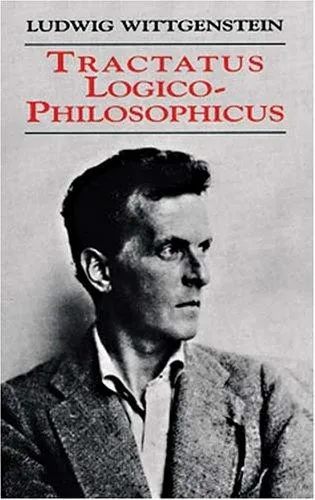 LUDWIG WITTGENSTEIN
TRACTATUS
LOGICO-
PHILOSOPHICUS